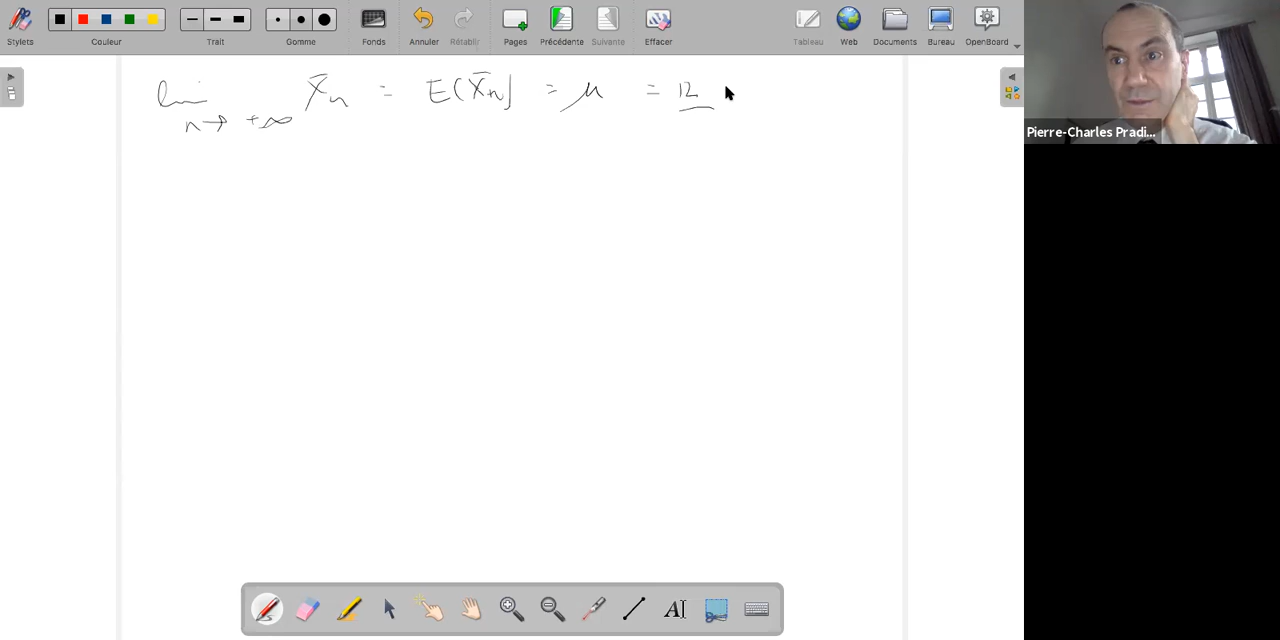 Stylets Couleur Trait Gomme Fonds Annuler Rétablir Pages Précédente Suivante Effacer Tableau Web Documents Bureau OpenBoard
lim X̄n = E(X̄n) = μ = 12
n→ +∞
Pierre-Charles Pradi...
A